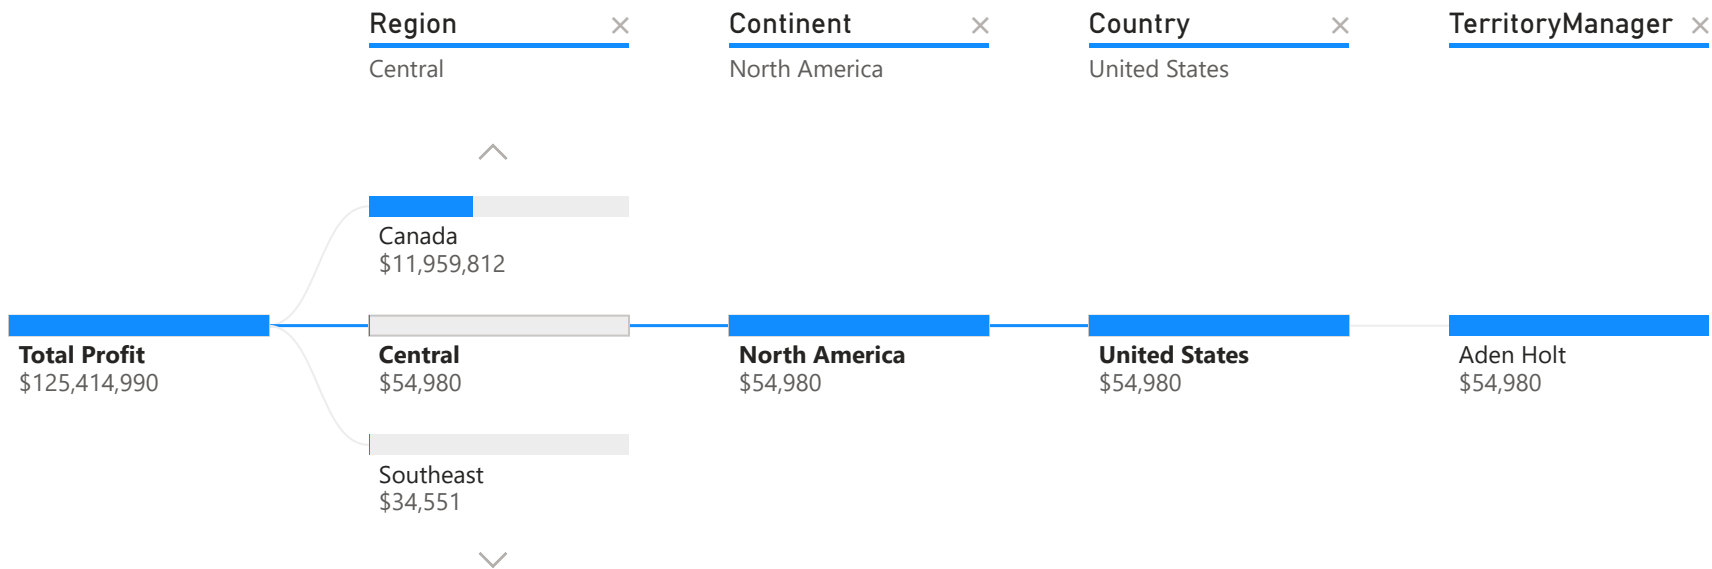 Region
Continent
Country
TerritoryManager
Central
North America
United States
Canada
$11,959,812
Total Profit
$125,414,990
Central
$54,980
North America
$54,980
United States
$54,980
Aden Holt
$54,980
Southeast
$34,551